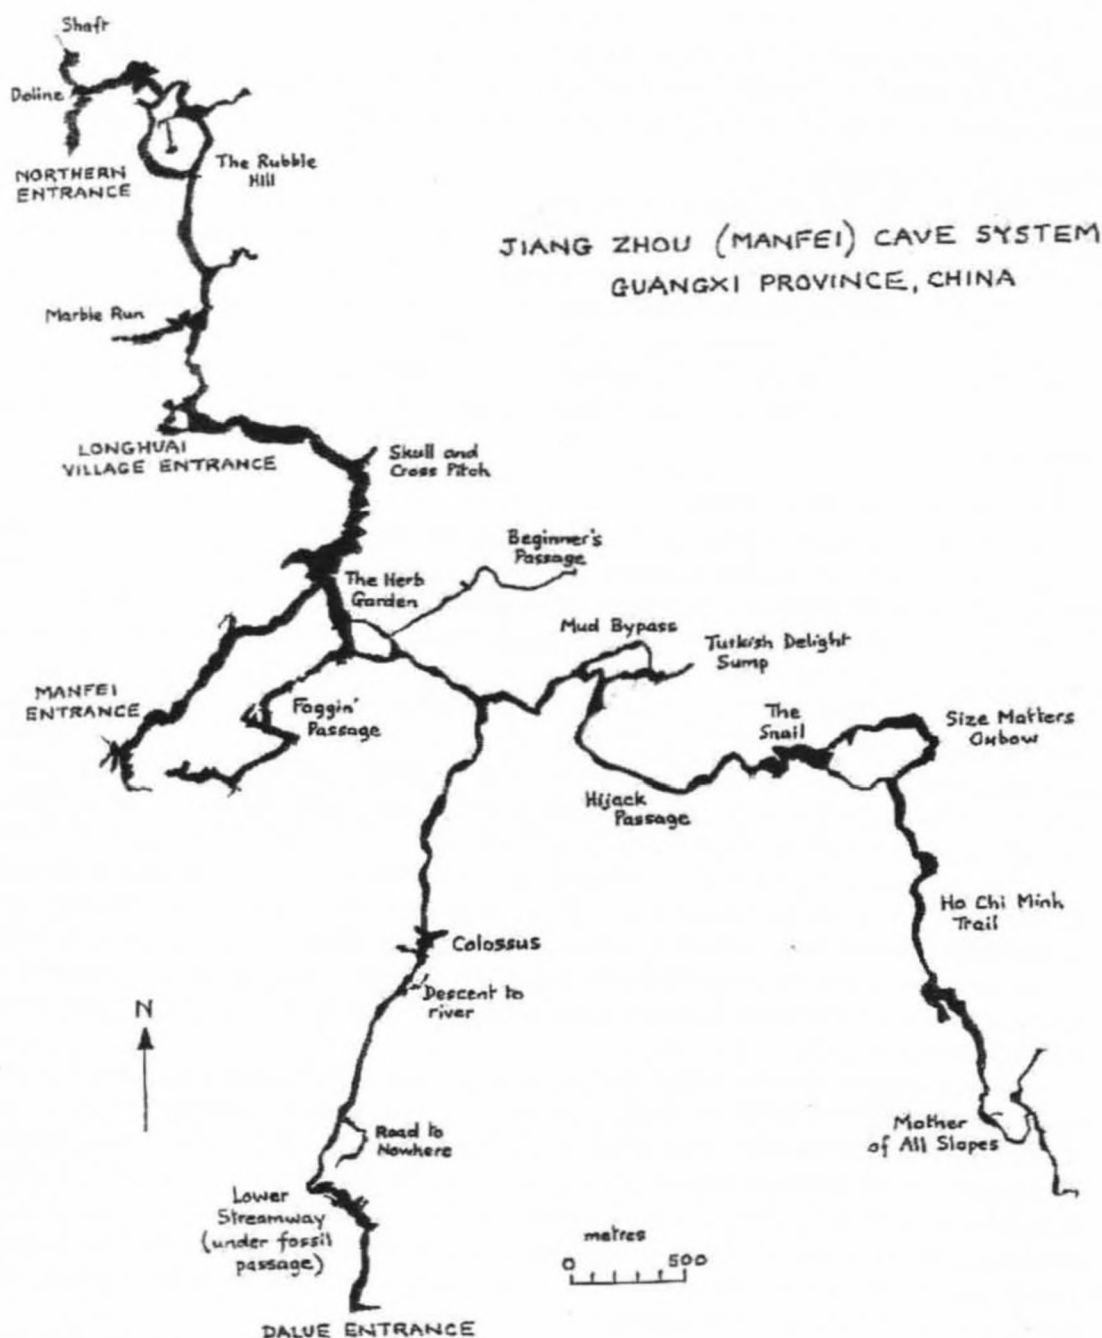 Shaft
Doline
NORTHERN
ENTRANCE
The Rubble
Hill
JIANG ZHOU (MANFEI) CAVE SYSTEM
GUANGXI PROVINCE, CHINA
Marble Run
LONGHUAI
VILLAGE ENTRANCE
Skull and
Cross Pitch
Beginner's
Passage
The Herb
Garden
Mud Bypass
Turkish Delight
Sump
MANFEI
ENTRANCE
Foggin'
Passage
The
Snail
Size Matters
Oxbow
Hijack
Passage
Ho Chi Minh
Trail
Colossus
Descent to
river
N
Road to
Nowhere
Mother
of All Slopes
Lower
Streamway
(under fossil
passage)
metres
0 500
DALUE ENTRANCE